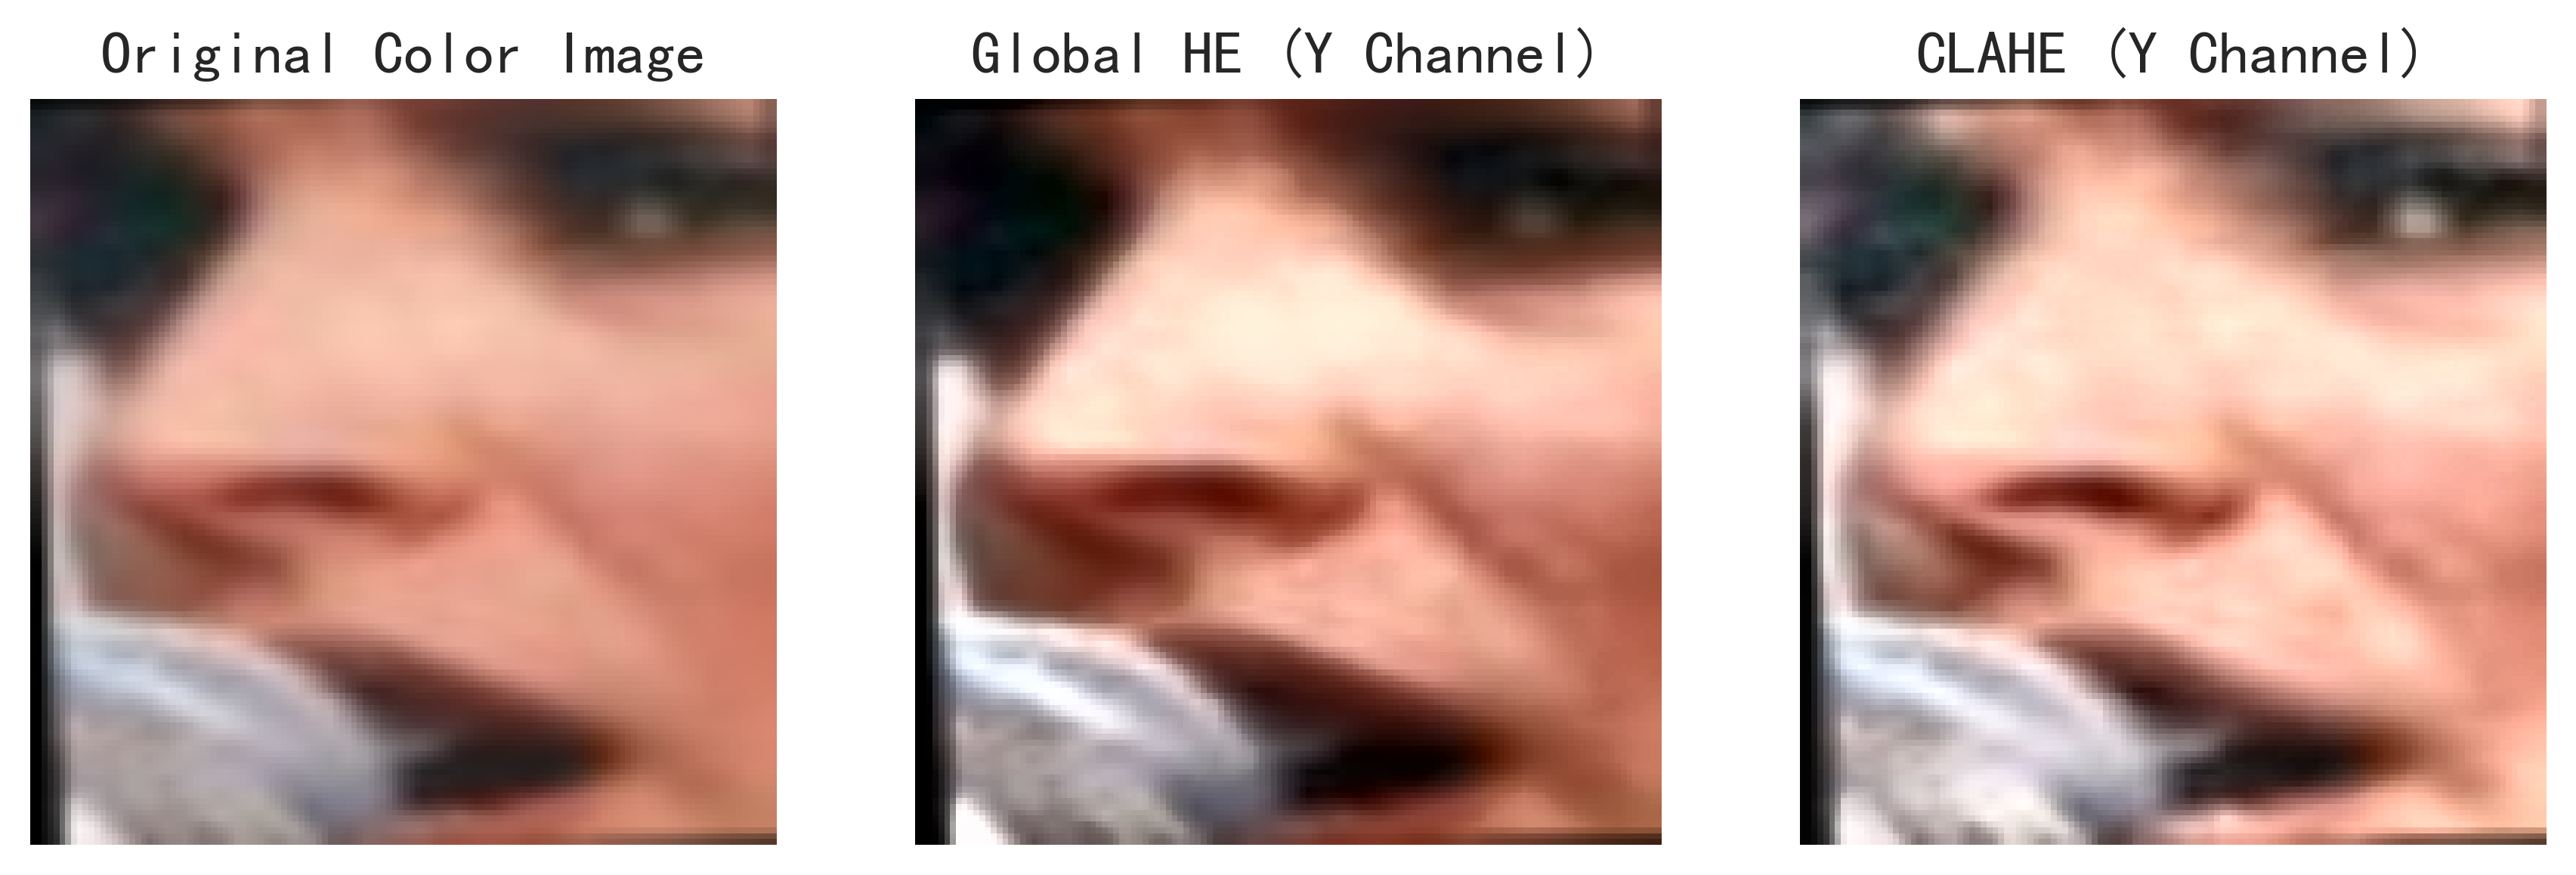 Original Color Image
Global HE (Y Channel)
CLAHE (Y Channel)